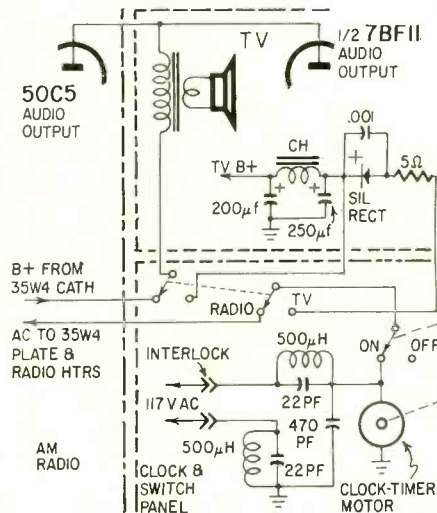 TV
1/2 7BF11
AUDIO
OUTPUT
50C5
AUDIO
OUTPUT
.001
CH
5Ω
TV B+
+
+
+
SIL
RECT
200µf
250µf
B+ FROM
35W4 CATH
RADIO
TV
AC TO 35W4
PLATE &
RADIO HTRS
ON
OFF
500µH
INTERLOCK
22PF
117V AC
470
PF
500µH
22PF
AM
RADIO
CLOCK &
SWITCH
PANEL
CLOCK-TIMER
MOTOR